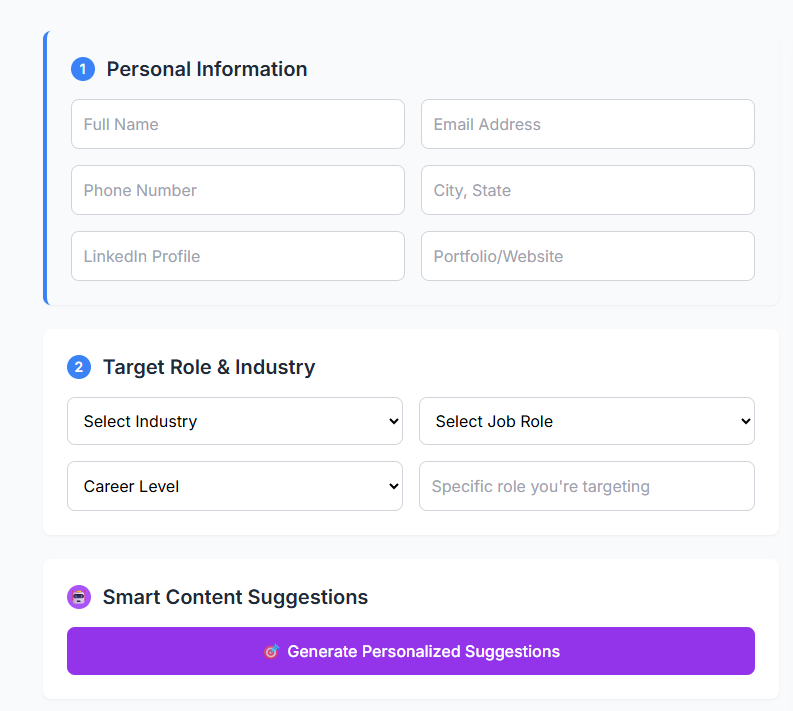 1 Personal Information
Full Name Email Address
Phone Number City, State
LinkedIn Profile Portfolio/Website
2 Target Role & Industry
Select Industry Select Job Role
Career Level Specific role you're targeting
Smart Content Suggestions
Generate Personalized Suggestions